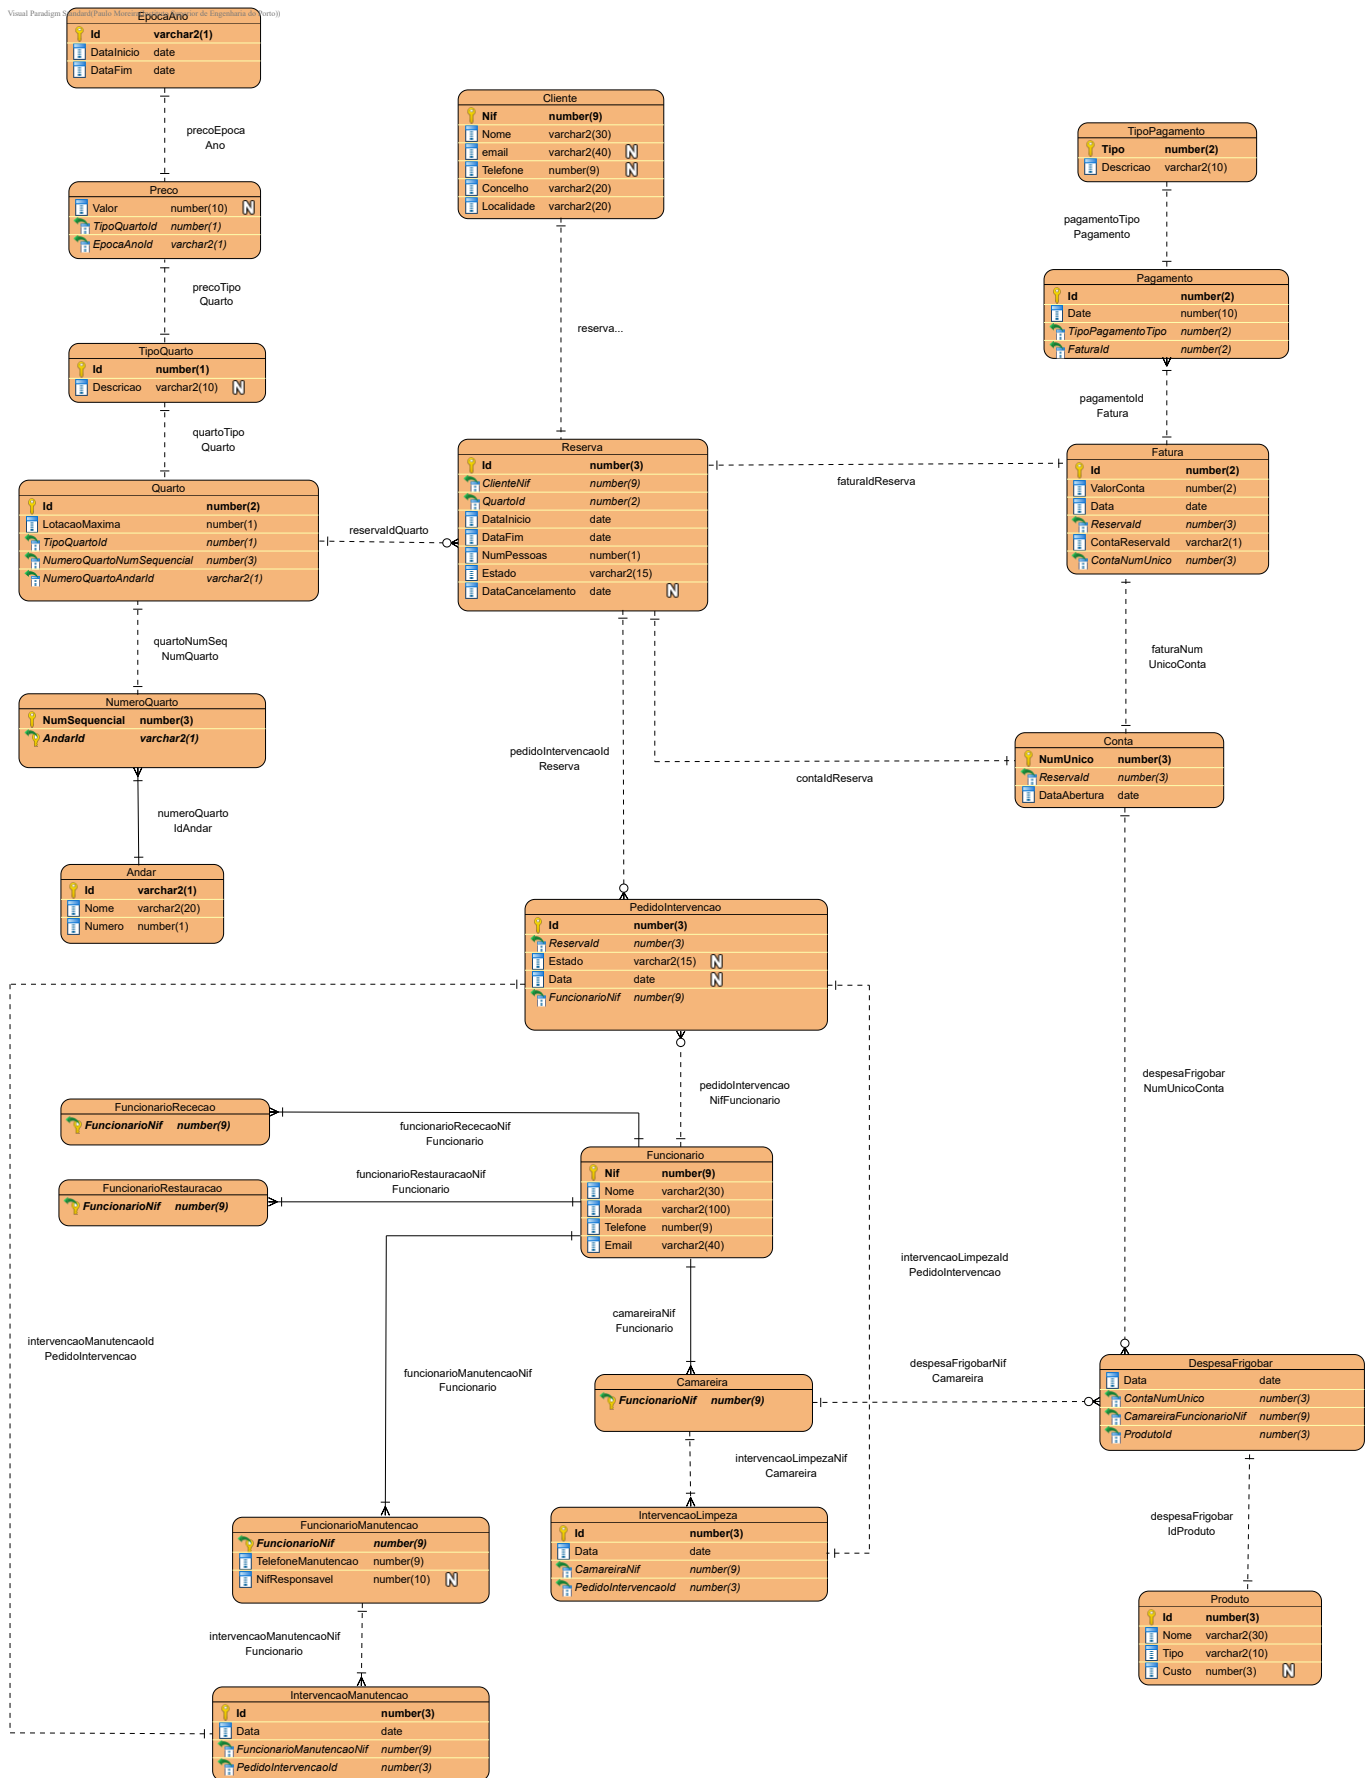 Visual Paradigm Standard(Paulo Moreira(Instituto Superior de Engenharia do Porto))
EpocaAno
Id varchar2(1)
DataInicio date
DataFim date
precoEpoca
Ano
Preco
Valor number(10) N
TipoQuartoId number(1)
EpocaAnoId varchar2(1)
precoTipo
Quarto
TipoQuarto
Id number(1)
Descricao varchar2(10) N
quartoTipo
Quarto
Quarto
Id number(2)
LotacaoMaxima number(1)
TipoQuartoId number(1)
NumeroQuartoNumSequencial number(3)
NumeroQuartoAndarId varchar2(1)
quartoNumSeq
NumQuarto
NumeroQuarto
NumSequencial number(3)
AndarId varchar2(1)
numeroQuarto
IdAndar
Andar
Id varchar2(1)
Nome varchar2(20)
Numero number(1)
Cliente
Nif number(9)
Nome varchar2(30)
email varchar2(40) N
Telefone number(9) N
Concelho varchar2(20)
Localidade varchar2(20)
reserva...
reservaIdQuarto
Reserva
Id number(3)
ClienteNif number(9)
QuartoId number(2)
DataInicio date
DataFim date
NumPessoas number(1)
Estado varchar2(15)
DataCancelamento date N
faturaIdReserva
TipoPagamento
Tipo number(2)
Descricao varchar2(10)
pagamentoTipo
Pagamento
Pagamento
Id number(2)
Date number(10)
TipoPagamentoTipo number(2)
FaturaId number(2)
pagamentoId
Fatura
Fatura
Id number(2)
ValorConta number(2)
Data date
ReservaId number(3)
ContaReservaId varchar2(1)
ContaNumUnico number(3)
faturaNum
UnicoConta
Conta
NumUnico number(3)
ReservaId number(3)
DataAbertura date
contaIdReserva
pedidoIntervencaoId
Reserva
PedidoIntervencao
Id number(3)
ReservaId number(3)
Estado varchar2(15) N
Data date N
FuncionarioNif number(9)
pedidoIntervencao
NifFuncionario
despesaFrigobar
NumUnicoConta
FuncionarioRececao
FuncionarioNif number(9)
funcionarioRececaoNif
Funcionario
FuncionarioRestauracao
FuncionarioNif number(9)
funcionarioRestauracaoNif
Funcionario
Funcionario
Nif number(9)
Nome varchar2(30)
Morada varchar2(100)
Telefone number(9)
Email varchar2(40)
intervencaoLimpezaId
PedidoIntervencao
camareiraNif
Funcionario
intervencaoManutencaoId
PedidoIntervencao
funcionarioManutencaoNif
Funcionario
Camareira
FuncionarioNif number(9)
despesaFrigobarNif
Camareira
DespesaFrigobar
Data date
ContaNumUnico number(3)
CamareiraFuncionarioNif number(9)
ProdutoId number(3)
intervencaoLimpezaNif
Camareira
despesaFrigobar
IdProduto
FuncionarioManutencao
FuncionarioNif number(9)
TelefoneManutencao number(9)
NifResponsavel number(10) N
IntervencaoLimpeza
Id number(3)
Data date
CamareiraNif number(9)
PedidoIntervencaoId number(3)
Produto
Id number(3)
Nome varchar2(30)
Tipo varchar2(10)
Custo number(3) N
intervencaoManutencaoNif
Funcionario
IntervencaoManutencao
Id number(3)
Data date
FuncionarioManutencaoNif number(9)
PedidoIntervencaoId number(3)